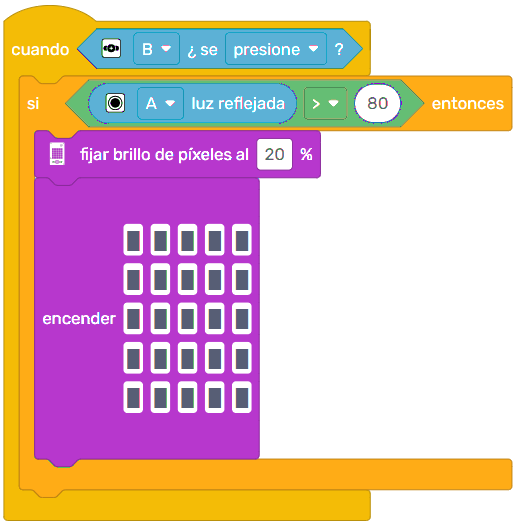 cuando B ¿ se presione ?
si A luz reflejada > 80 entonces
fijar brillo de píxeles al 20 %
encender